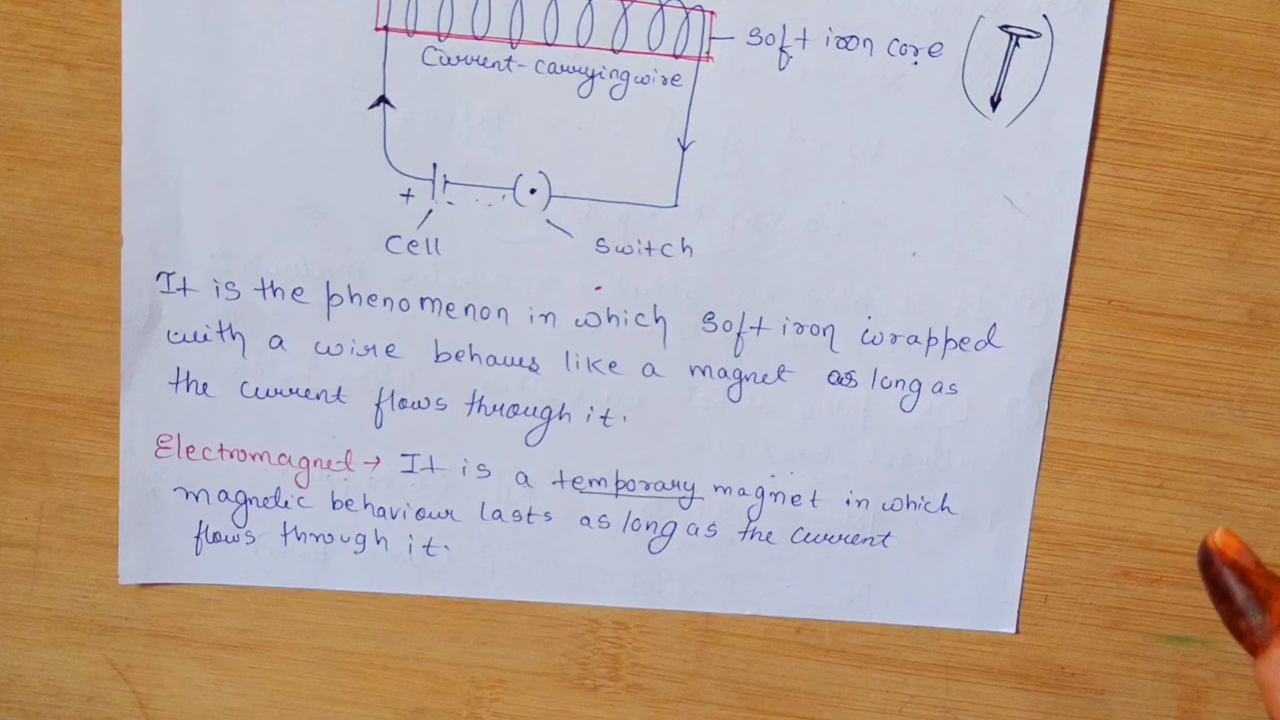 Soft iron core
Current-carrying wire
+
Cell
Switch
It is the phenomenon in which soft iron wrapped
with a wire behaves like a magnet as long as
the current flows through it.
Electromagnet → It is a temporary magnet in which
magnetic behaviour lasts as long as the current
flows through it.